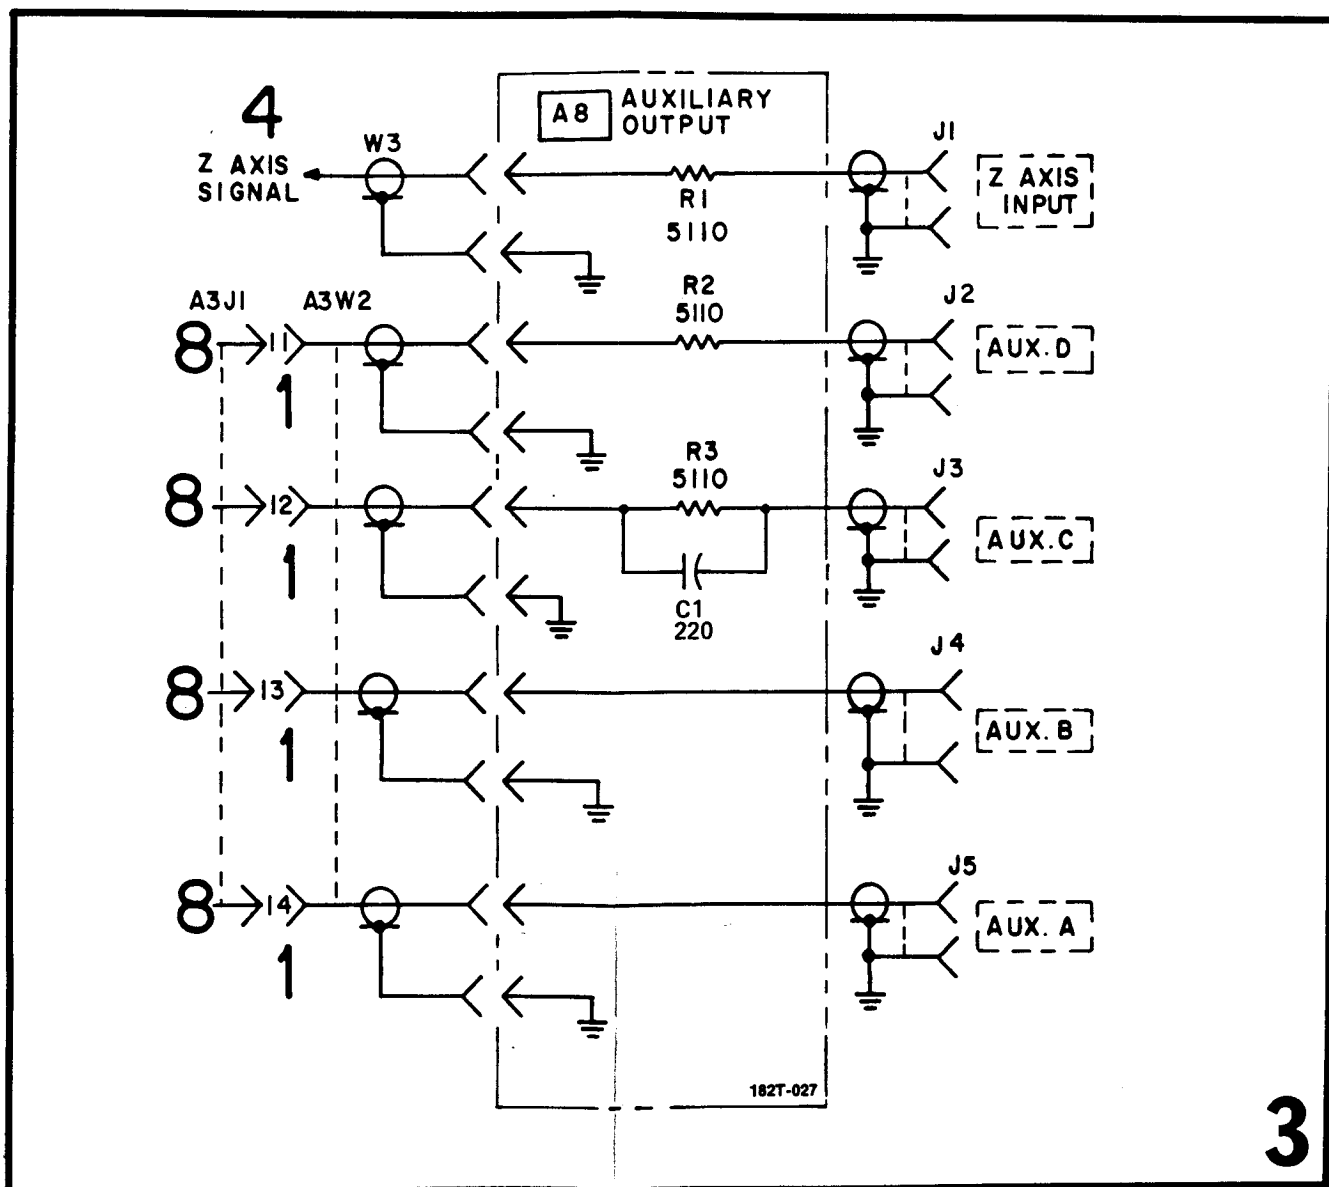 4
Z AXIS
SIGNAL
W3
A8
AUXILIARY
OUTPUT
R1
5110
J1
Z AXIS
INPUT
A3J1
A3W2
8
11
1
R2
5110
J2
AUX. D
8
12
1
R3
5110
C1
220
J3
AUX. C
8
13
1
J4
AUX. B
8
14
1
J5
AUX. A
182T-027
3